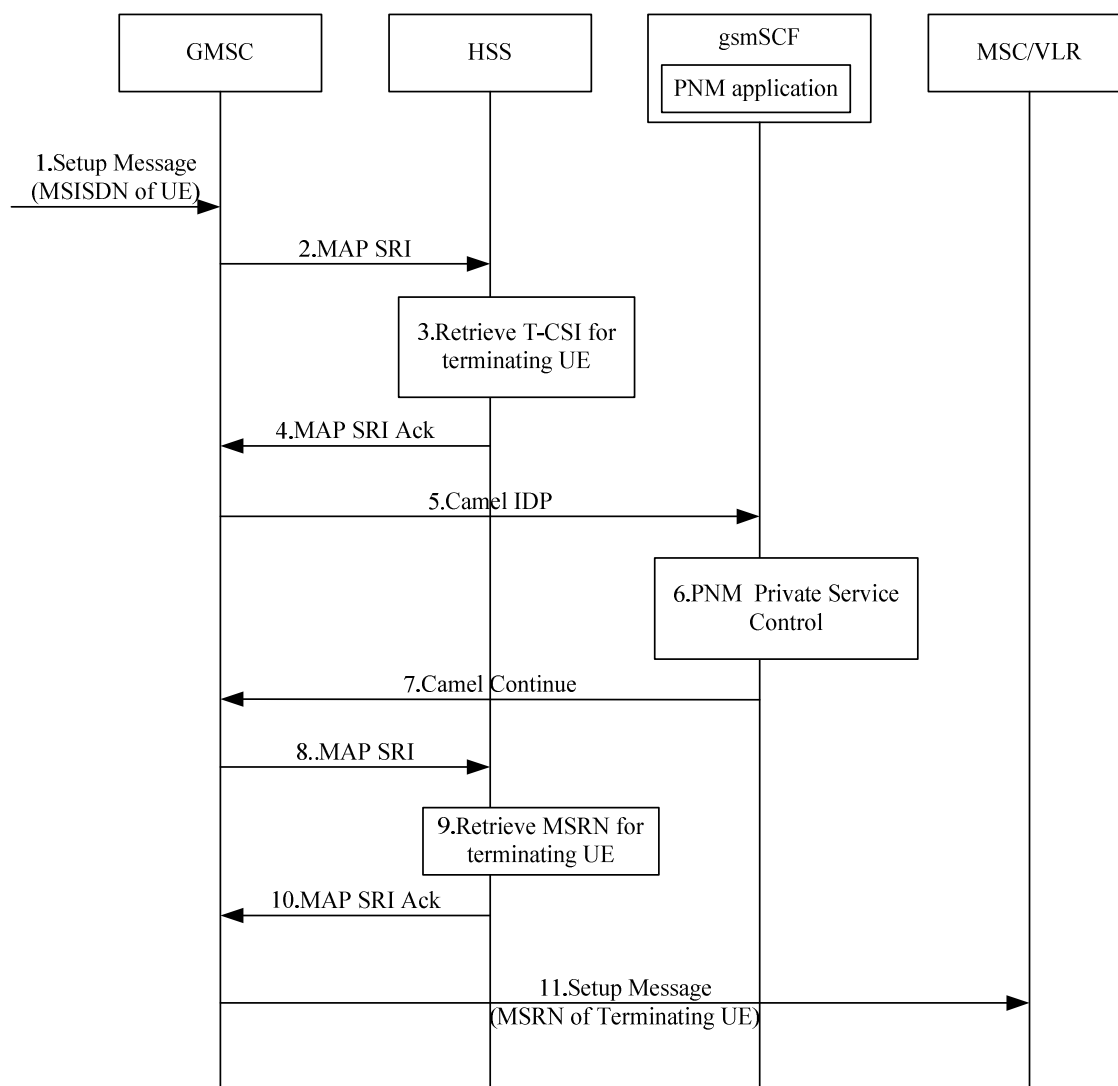 GMSC
HSS
gsmSCF
PNM application
MSC/VLR
1.Setup Message
(MSISDN of UE)
2.MAP SRI
3.Retrieve T-CSI for
terminating UE
4.MAP SRI Ack
5.Camel IDP
6.PNM Private Service
Control
7.Camel Continue
8..MAP SRI
9.Retrieve MSRN for
terminating UE
10.MAP SRI Ack
11.Setup Message
(MSRN of Terminating UE)